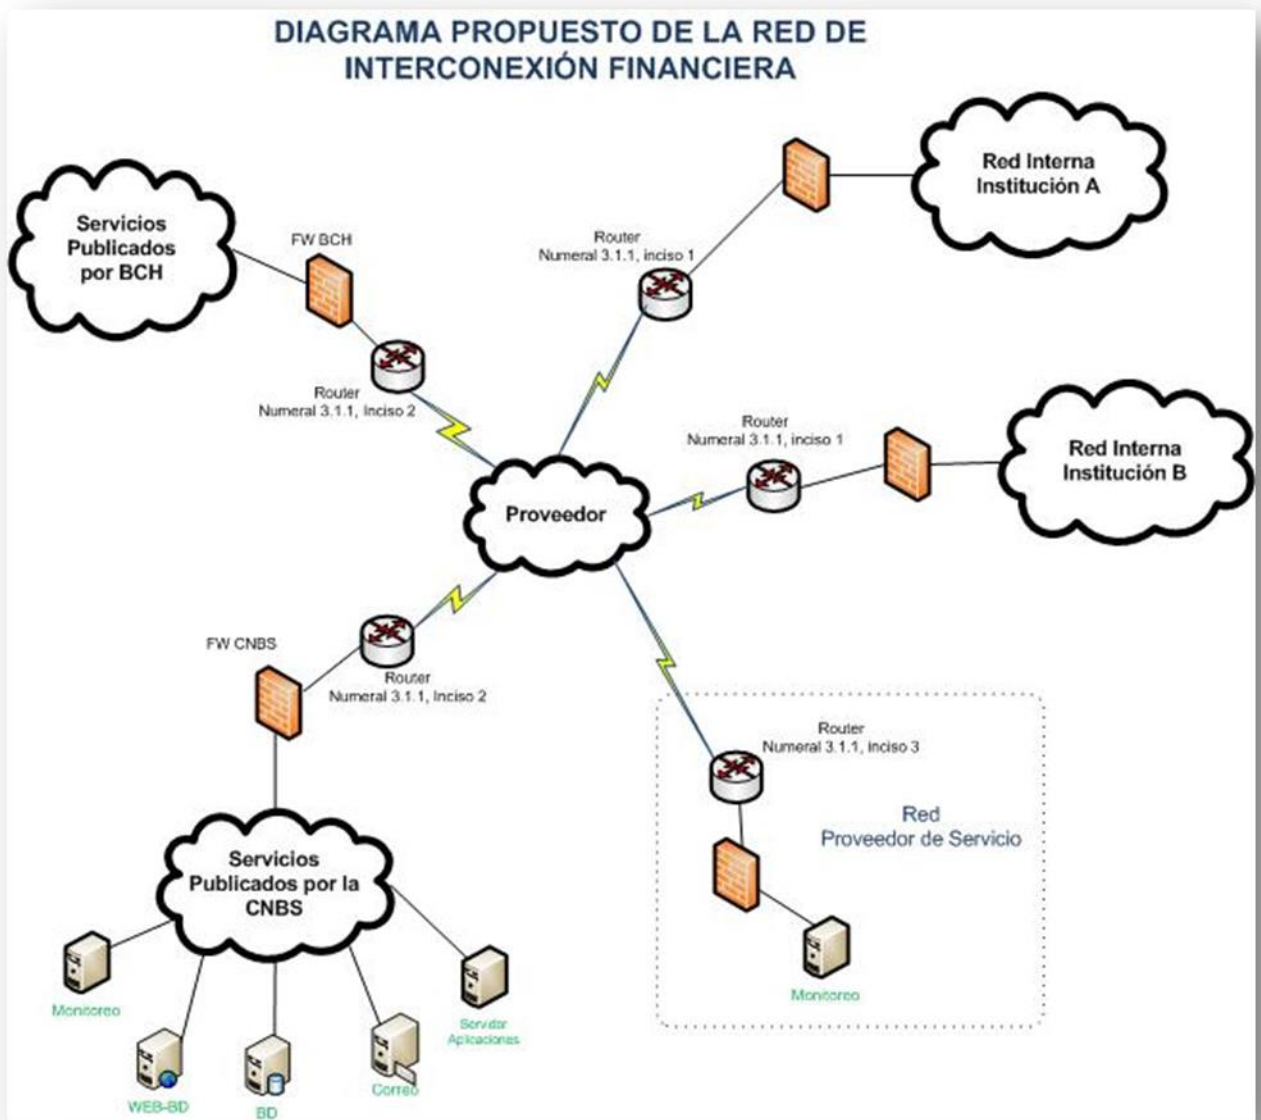 DIAGRAMA PROPUESTO DE LA RED DE
INTERCONEXIÓN FINANCIERA
Red Interna
Institución A
Servicios
Publicados
por BCH
FW BCH
Router
Numeral 3.1.1, inciso 1
Router
Numeral 3.1.1, Inciso 2
Router
Numeral 3.1.1, inciso 1
Red Interna
Institución B
Proveedor
FW CNBS
Router
Numeral 3.1.1, Inciso 2
Router
Numeral 3.1.1, inciso 3
Red
Proveedor de Servicio
Servicios
Publicados por la
CNBS
Monitoreo
Monitoreo
Servidor
Aplicaciones
Correo
WEB-BD
BD